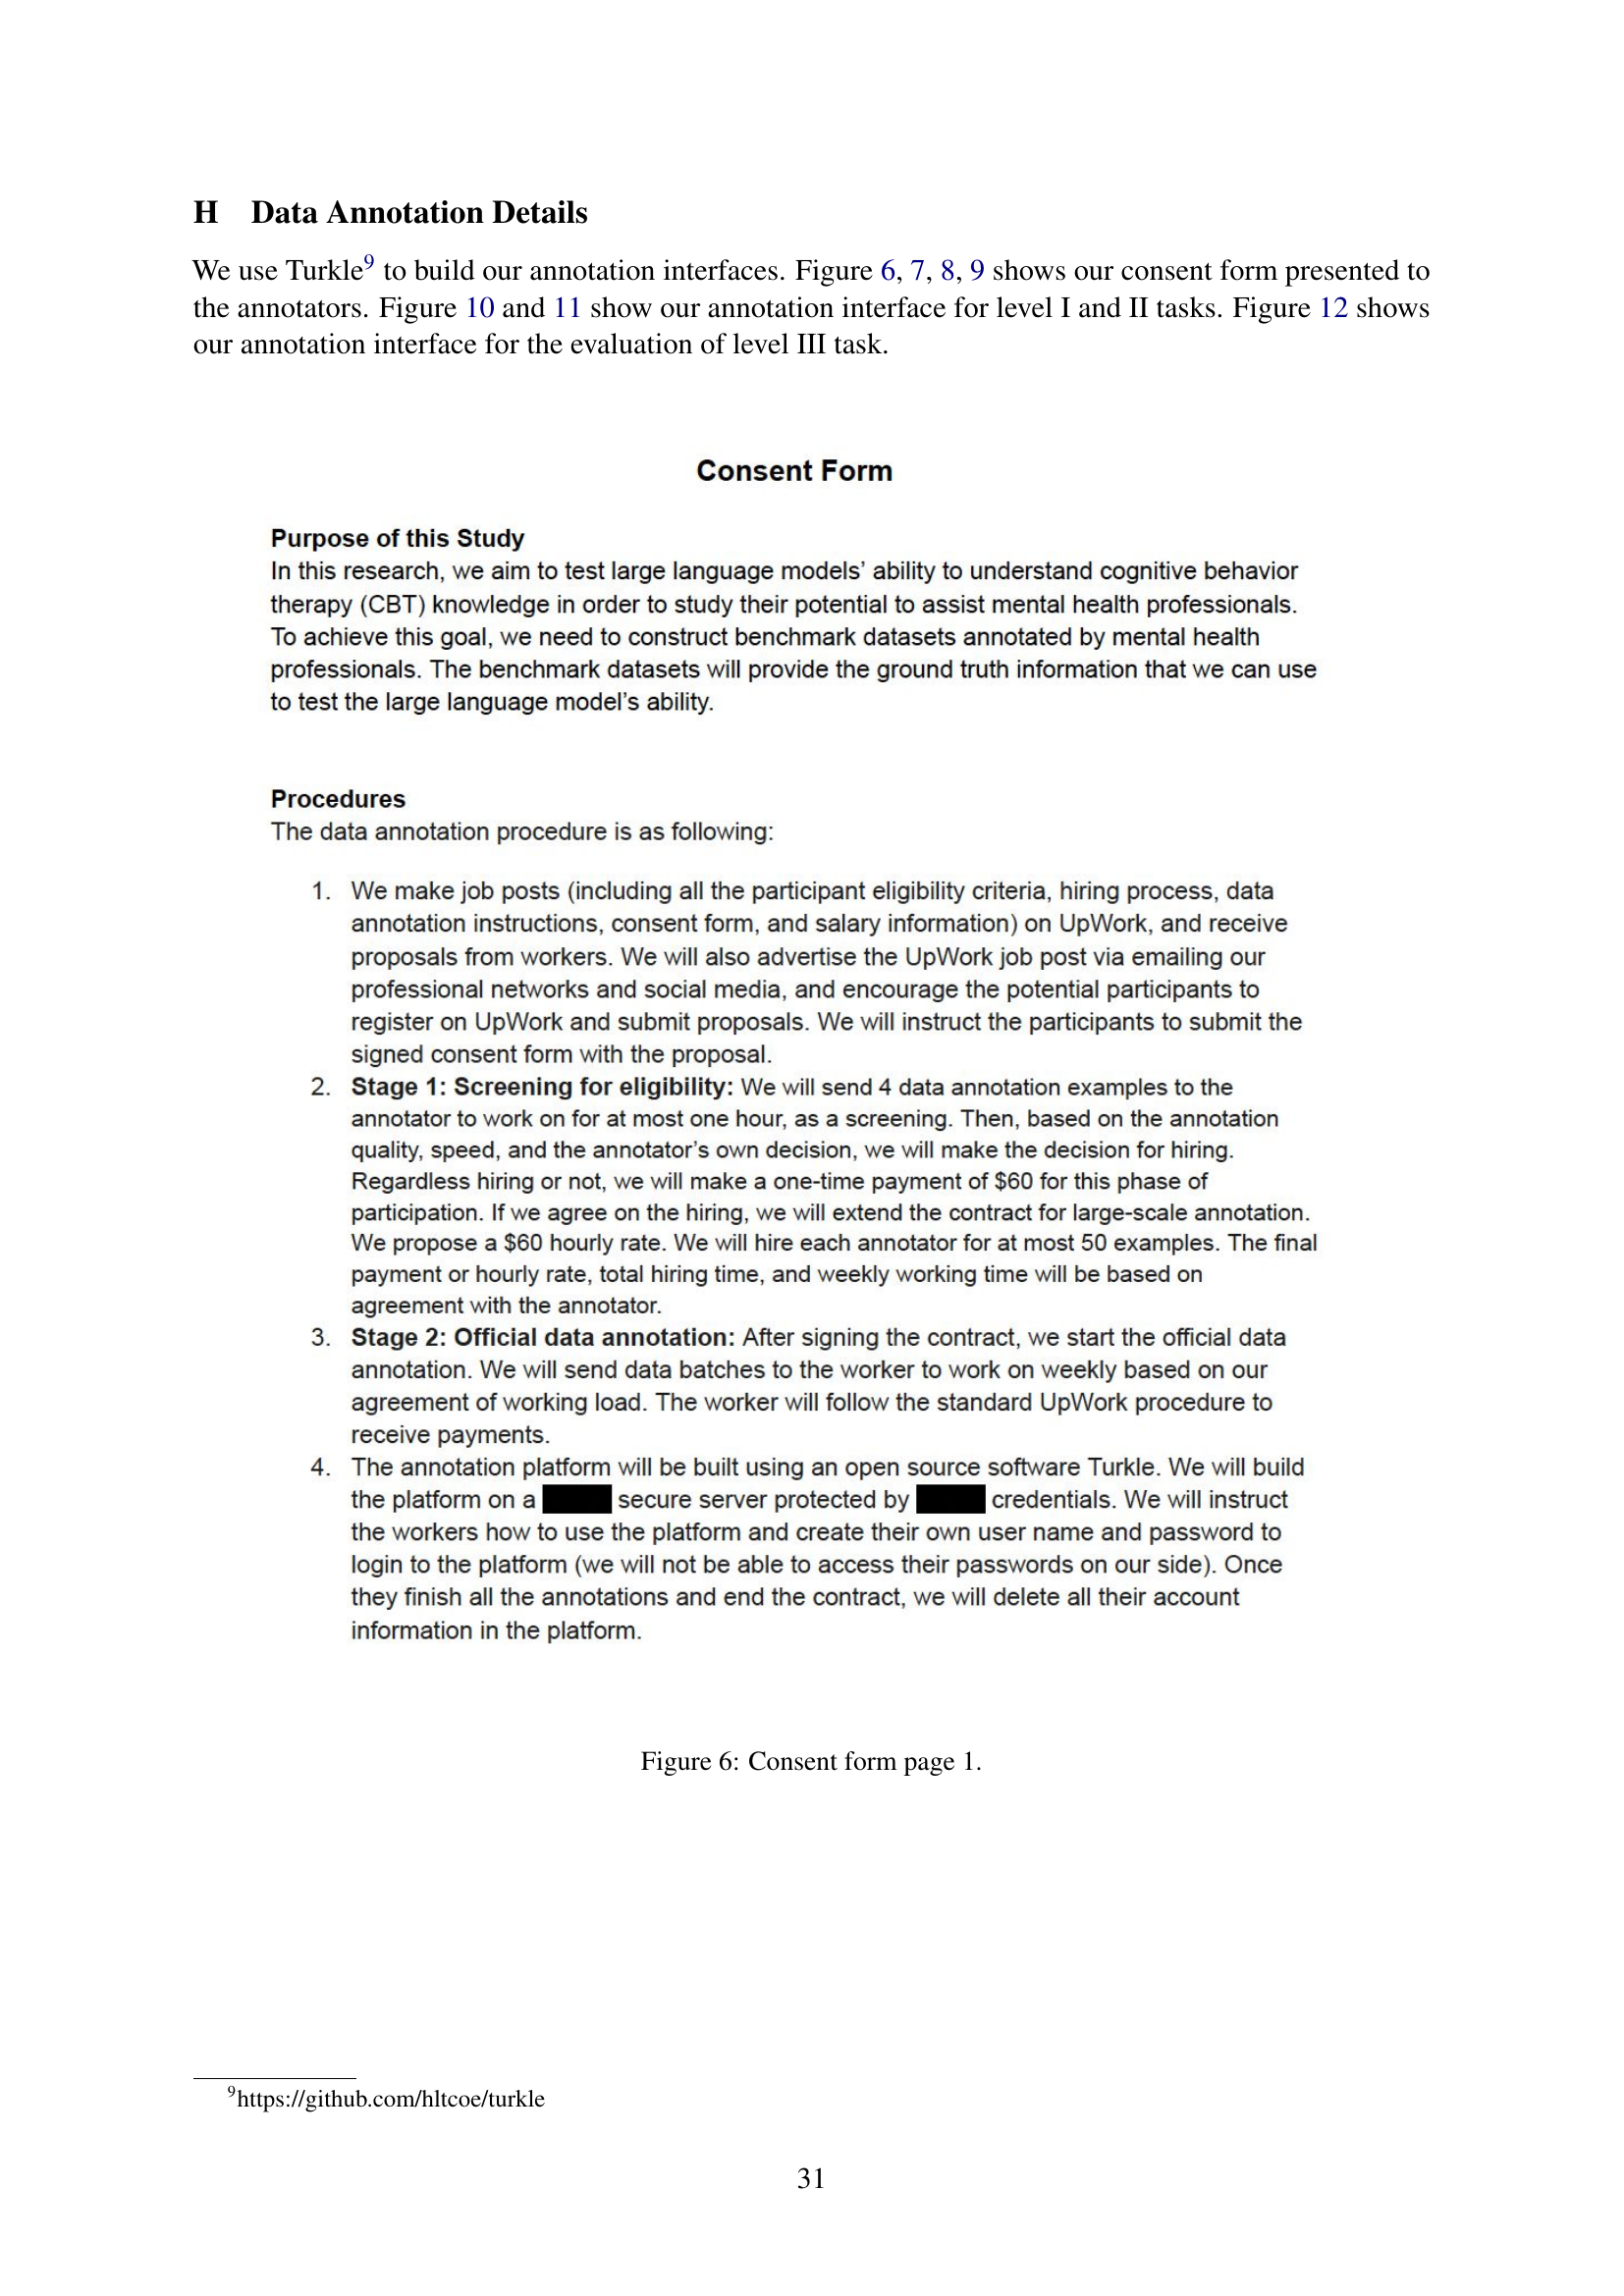 H Data Annotation Details
We use Turkle9 to build our annotation interfaces. Figure 6, 7, 8, 9 shows our consent form presented to
the annotators. Figure 10 and 11 show our annotation interface for level I and II tasks. Figure 12 shows
our annotation interface for the evaluation of level III task.
Consent Form
Purpose of this Study
In this research, we aim to test large language models’ ability to understand cognitive behavior
therapy (CBT) knowledge in order to study their potential to assist mental health professionals.
To achieve this goal, we need to construct benchmark datasets annotated by mental health
professionals. The benchmark datasets will provide the ground truth information that we can use
to test the large language model’s ability.
Procedures
The data annotation procedure is as following:
1. We make job posts (including all the participant eligibility criteria, hiring process, data
annotation instructions, consent form, and salary information) on UpWork, and receive
proposals from workers. We will also advertise the UpWork job post via emailing our
professional networks and social media, and encourage the potential participants to
register on UpWork and submit proposals. We will instruct the participants to submit the
signed consent form with the proposal.
2. Stage 1: Screening for eligibility: We will send 4 data annotation examples to the
annotator to work on for at most one hour, as a screening. Then, based on the annotation
quality, speed, and the annotator’s own decision, we will make the decision for hiring.
Regardless hiring or not, we will make a one-time payment of $60 for this phase of
participation. If we agree on the hiring, we will extend the contract for large-scale annotation.
We propose a $60 hourly rate. We will hire each annotator for at most 50 examples. The final
payment or hourly rate, total hiring time, and weekly working time will be based on
agreement with the annotator.
3. Stage 2: Official data annotation: After signing the contract, we start the official data
annotation. We will send data batches to the worker to work on weekly based on our
agreement of working load. The worker will follow the standard UpWork procedure to
receive payments.
4. The annotation platform will be built using an open source software Turkle. We will build
the platform on a secure server protected by credentials. We will instruct
the workers how to use the platform and create their own user name and password to
login to the platform (we will not be able to access their passwords on our side). Once
they finish all the annotations and end the contract, we will delete all their account
information in the platform.
Figure 6: Consent form page 1.
9https://github.com/hltcoe/turkle
31